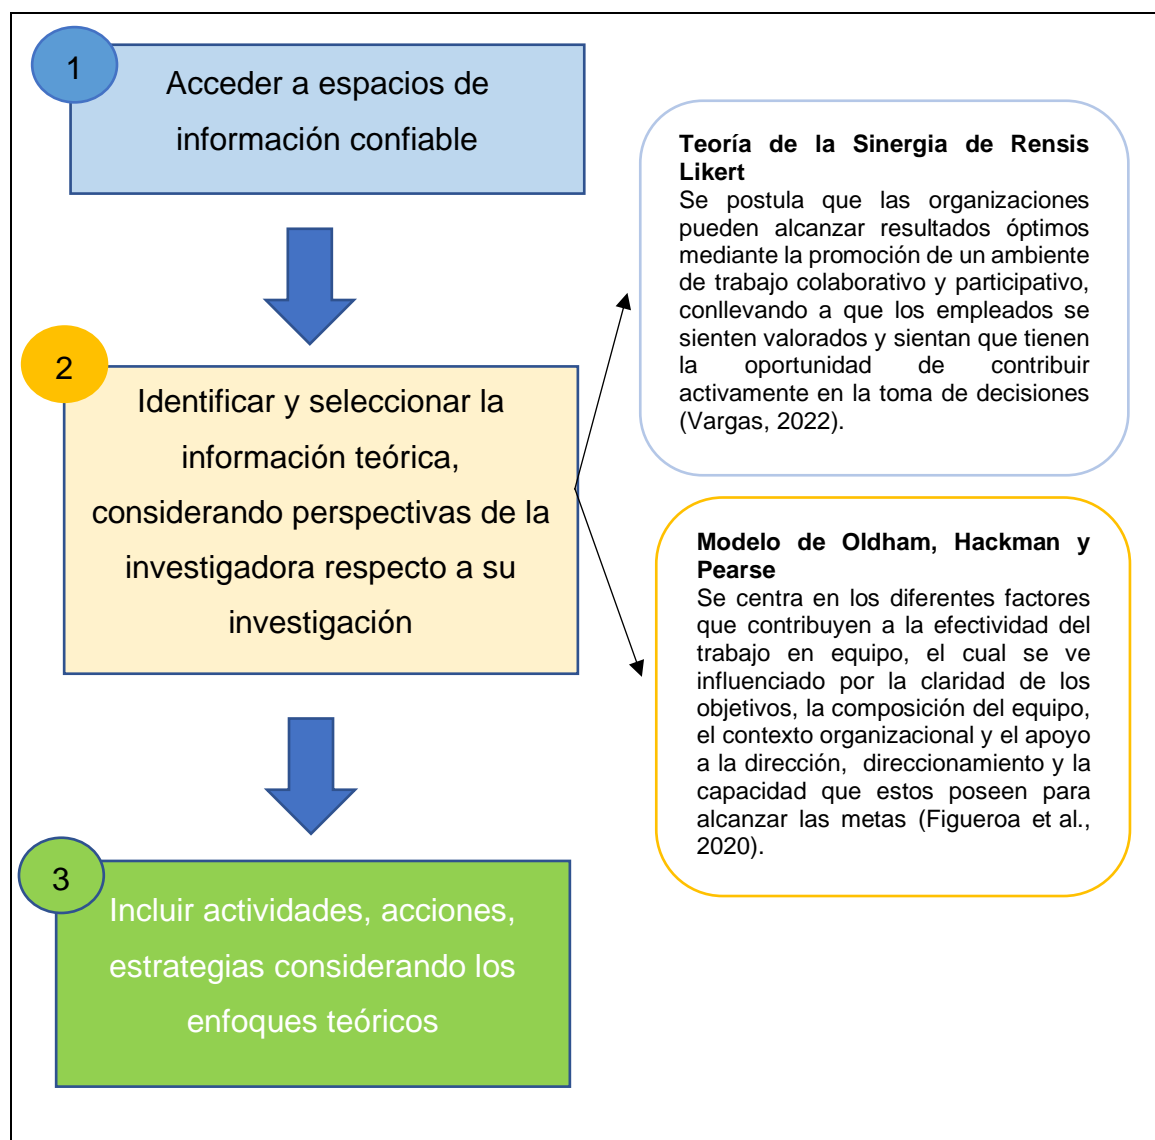 1
Acceder a espacios de
información confiable
2
Identificar y seleccionar la
información teórica,
considerando perspectivas de la
investigadora respecto a su
investigación
Teoría de la Sinergia de Rensis
Likert
Se postula que las organizaciones
pueden alcanzar resultados óptimos
mediante la promoción de un ambiente
de trabajo colaborativo y participativo,
conllevando a que los empleados se
sienten valorados y sientan que tienen
la oportunidad de contribuir
activamente en la toma de decisiones
(Vargas, 2022).
Modelo de Oldham, Hackman y
Pearse
Se centra en los diferentes factores
que contribuyen a la efectividad del
trabajo en equipo, el cual se ve
influenciado por la claridad de los
objetivos, la composición del equipo,
el contexto organizacional y el apoyo
a la dirección, direccionamiento y la
capacidad que estos poseen para
alcanzar las metas (Figueroa et al.,
2020).
3
Incluir actividades, acciones,
estrategias considerando los
enfoques teóricos